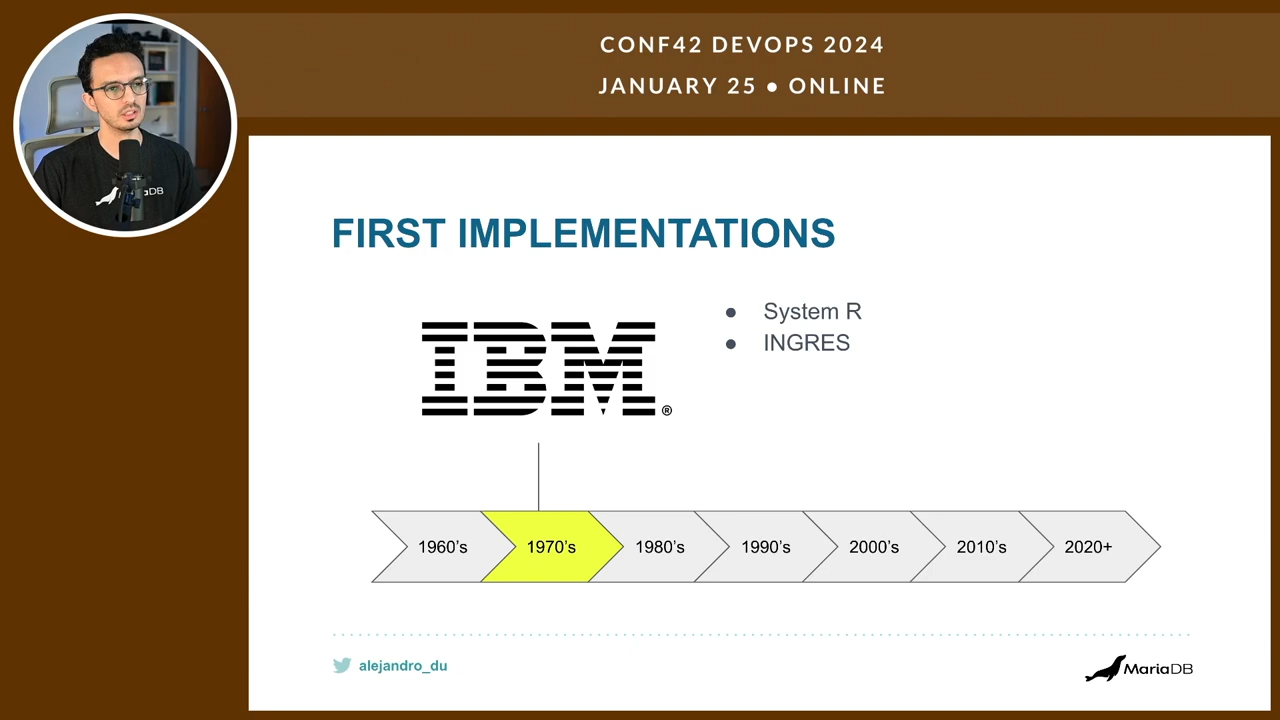 CONF42 DEVOPS 2024
JANUARY 25 ● ONLINE
MariaDB
FIRST IMPLEMENTATIONS
IBM®
● System R
● INGRES
1960's
1970's
1980's
1990's
2000's
2010's
2020+
alejandro_du
MariaDB